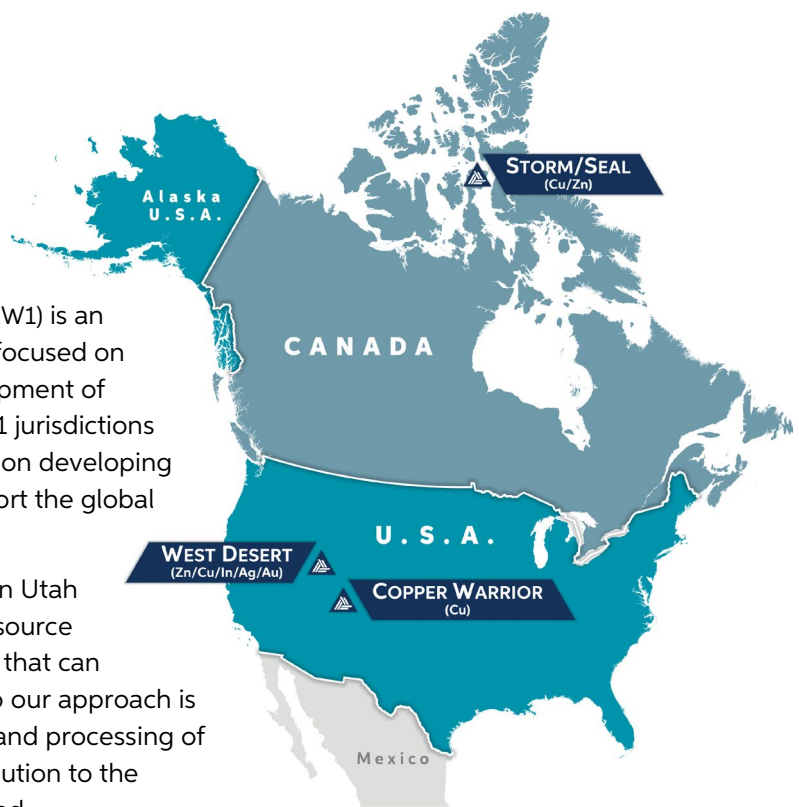 STORM/SEAL
(Cu/Zn)
Alaska
U.S.A.
CANADA
W1) is an
focused on
pment of
1 jurisdictions
on developing
ort the global
U.S.A.
WEST DESERT
(Zn/Cu/In/Ag/Au)
COPPER WARRIOR
(Cu)
n Utah
source
that can
o our approach is
and processing of
ution to the
Mexico